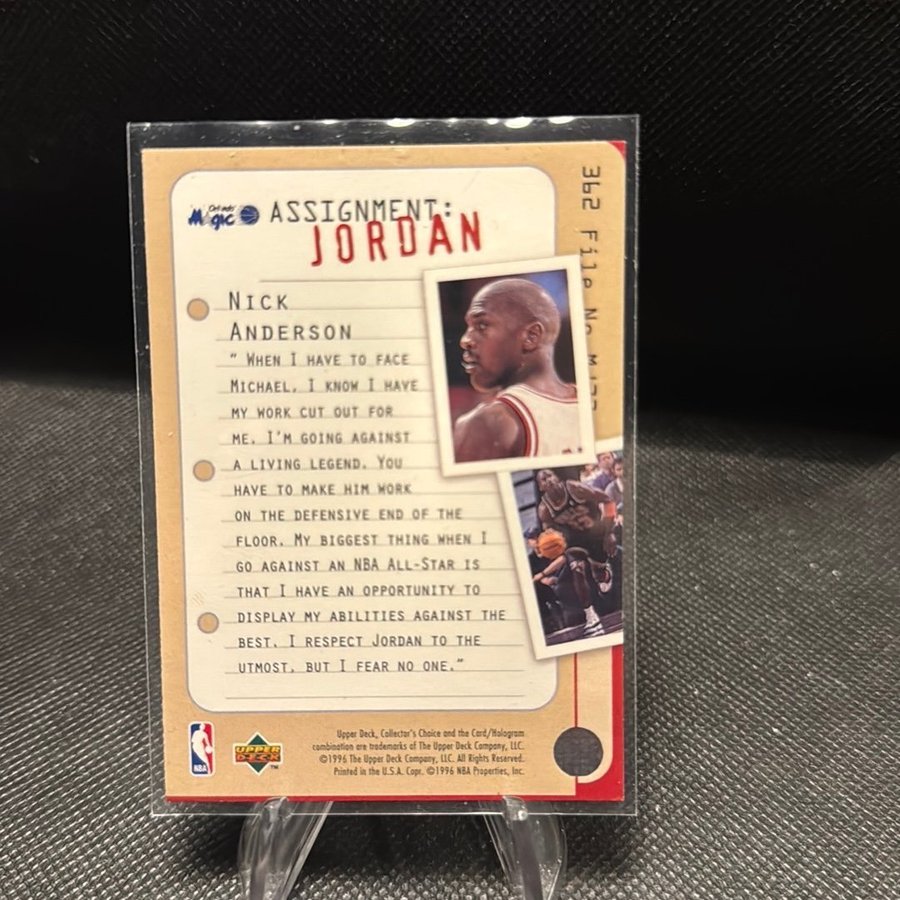 Orlando Magic ASSIGNMENT:
JORDAN
NICK
ANDERSON
" WHEN I HAVE TO FACE
MICHAEL, I KNOW I HAVE
MY WORK CUT OUT FOR
ME. I'M GOING AGAINST
A LIVING LEGEND. YOU
HAVE TO MAKE HIM WORK
ON THE DEFENSIVE END OF THE
FLOOR. MY BIGGEST THING WHEN I
GO AGAINST AN NBA ALL-STAR IS
THAT I HAVE AN OPPORTUNITY TO
DISPLAY MY ABILITIES AGAINST THE
BEST. I RESPECT JORDAN TO THE
UTMOST, BUT I FEAR NO ONE."
362 File No
NBA
UPPER
DECK
TM
Upper Deck, Collector's Choice and the Card/Hologram
combination are trademarks of The Upper Deck Company, LLC.
©1996 The Upper Deck Company, LLC. All Rights Reserved.
Printed in the U.S.A. Copr. ©1996 NBA Properties, Inc.